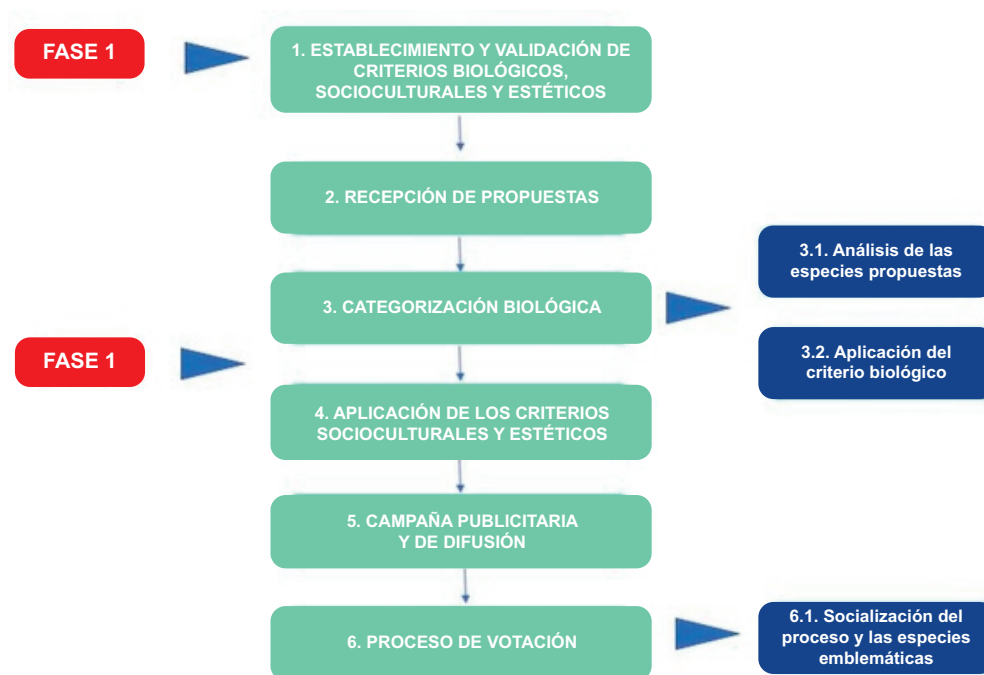 FASE 1
1. ESTABLECIMIENTO Y VALIDACIÓN DE
CRITERIOS BIOLÓGICOS,
SOCIOCULTURALES Y ESTÉTICOS
2. RECEPCIÓN DE PROPUESTAS
3. CATEGORIZACIÓN BIOLÓGICA
3.1. Análisis de las
especies propuestas
3.2. Aplicación del
criterio biológico
FASE 1
4. APLICACIÓN DE LOS CRITERIOS
SOCIOCULTURALES Y ESTÉTICOS
5. CAMPAÑA PUBLICITARIA
Y DE DIFUSIÓN
6. PROCESO DE VOTACIÓN
6.1. Socialización del
proceso y las especies
emblemáticas